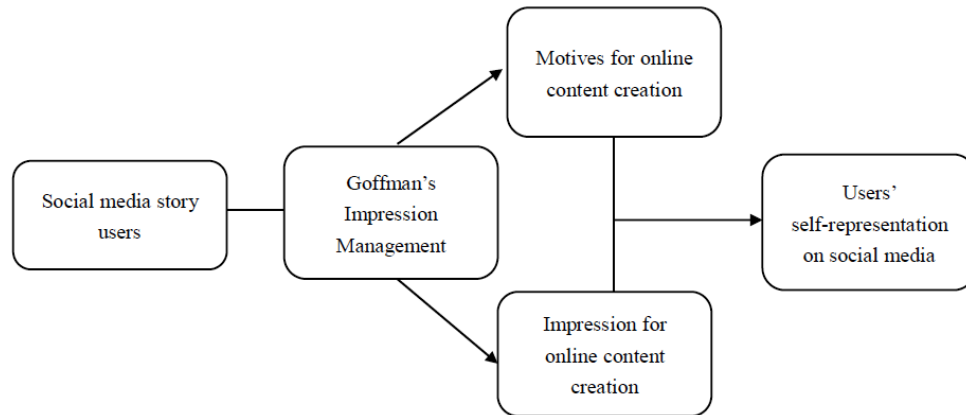 Motives for online
content creation
Social media story
users
Goffman's
Impression
Management
Users'
self-representation
on social media
Impression for
online content
creation